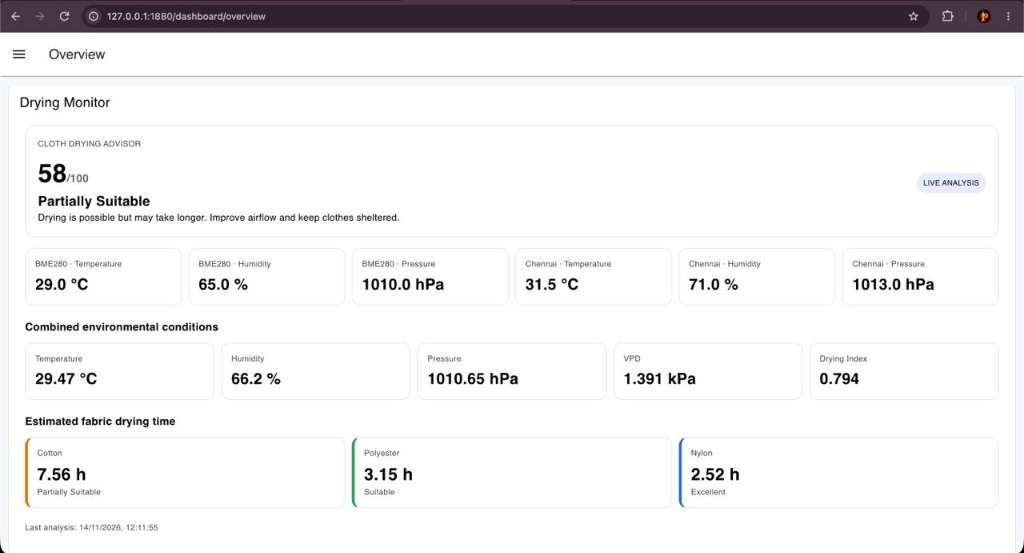 127.0.0.1:1880/dashboard/overview
Overview
Drying Monitor
CLOTH DRYING ADVISOR
58/100
Partially Suitable
Drying is possible but may take longer. Improve airflow and keep clothes sheltered.
LIVE ANALYSIS
BME280 · Temperature
29.0 °C
BME280 · Humidity
65.0 %
BME280 · Pressure
1010.0 hPa
Chennai · Temperature
31.5 °C
Chennai · Humidity
71.0 %
Chennai · Pressure
1013.0 hPa
Combined environmental conditions
Temperature
29.47 °C
Humidity
66.2 %
Pressure
1010.65 hPa
VPD
1.391 kPa
Drying Index
0.794
Estimated fabric drying time
Cotton
7.56 h
Partially Suitable
Polyester
3.15 h
Suitable
Nylon
2.52 h
Excellent
Last analysis: 14/11/2026, 12:11:55